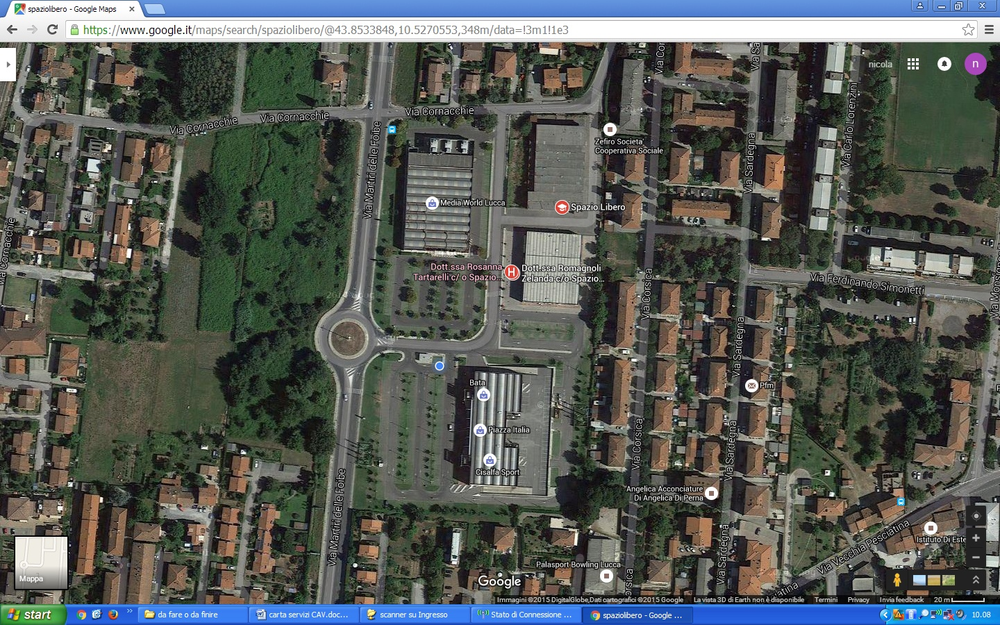 spaziolibero - Google Maps
https://www.google.it/maps/search/spaziolibero/@43.8533848,10.5270553,348m/data=!3m1!1e3
nicola
n
Via Cor
Via Sa
Via Cornacchie
Via Cornacchie
Via Cornacchie
Via Martiri delle Foibe
Zefiro Societa'
Cooperativa Sociale
Via Sardegna
Via Carlo Lorenzini
Media World Lucca
Spazio Libero
Via Cornacchie
Dott.ssa Rosanna
Tartarelli c/ o Spazio...
H
Dott.ssa Romagnoli
Zelanda c/o Spazio...
Via Corsica
Via Ferdinando Simonetti
Via Sardegna
Bata
Pfm
Piazza Italia
Cisalfa Sport
Via Corsica
Via Sardegna
Via Martiri delle Foibe
Angelica Acconciature
Di Angelica Di Perna
Via Sardegna
Via Vecchia Pesciatina
Istituto Di Este
Palasport Bowling Lucca
Mappa
Google
orsica
ciatina
Immagini ©2015 DigitalGlobe,Dati cartografici ©2015 Google
La vista 3D di Earth non è disponibile
Termini
Privacy
Invia feedback
20 m
start
da fare o da finire
carta servizi CAV.doc...
scanner su Ingresso
Stato di Connessione ...
spaziolibero - Google ...
10.08